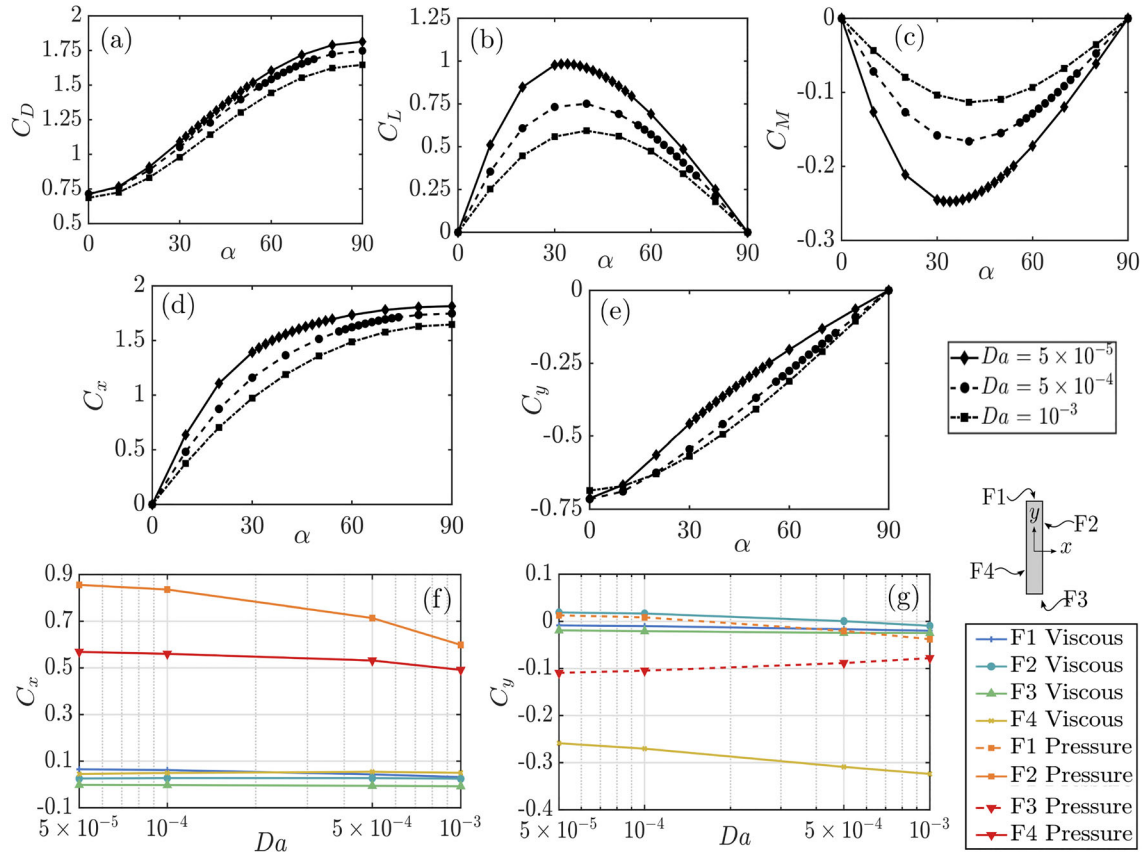 (a)
C_D
2
1.75
1.5
1.25
1
0.75
0.5
0 30 60 90
α
(b)
C_L
1.25
1
0.75
0.5
0.25
0
0 30 60 90
α
(c)
C_M
0
-0.1
-0.2
-0.3
0 30 60 90
α
(d)
C_x
2
1.5
1
0.5
0
0 30 60 90
α
(e)
C_y
0
-0.25
-0.5
-0.75
0 30 60 90
α
Da = 5 × 10⁻⁵
Da = 5 × 10⁻⁴
Da = 10⁻³
F1
y
F2
x
F4
F3
(f)
C_x
0.9
0.7
0.5
0.3
0.1
-0.1
5 × 10⁻⁵ 10⁻⁴ 5 × 10⁻⁴ 10⁻³
Da
(g)
C_y
0.1
0
-0.1
-0.2
-0.3
-0.4
5 × 10⁻⁵ 10⁻⁴ 5 × 10⁻⁴ 10⁻³
Da
F1 Viscous
F2 Viscous
F3 Viscous
F4 Viscous
F1 Pressure
F2 Pressure
F3 Pressure
F4 Pressure